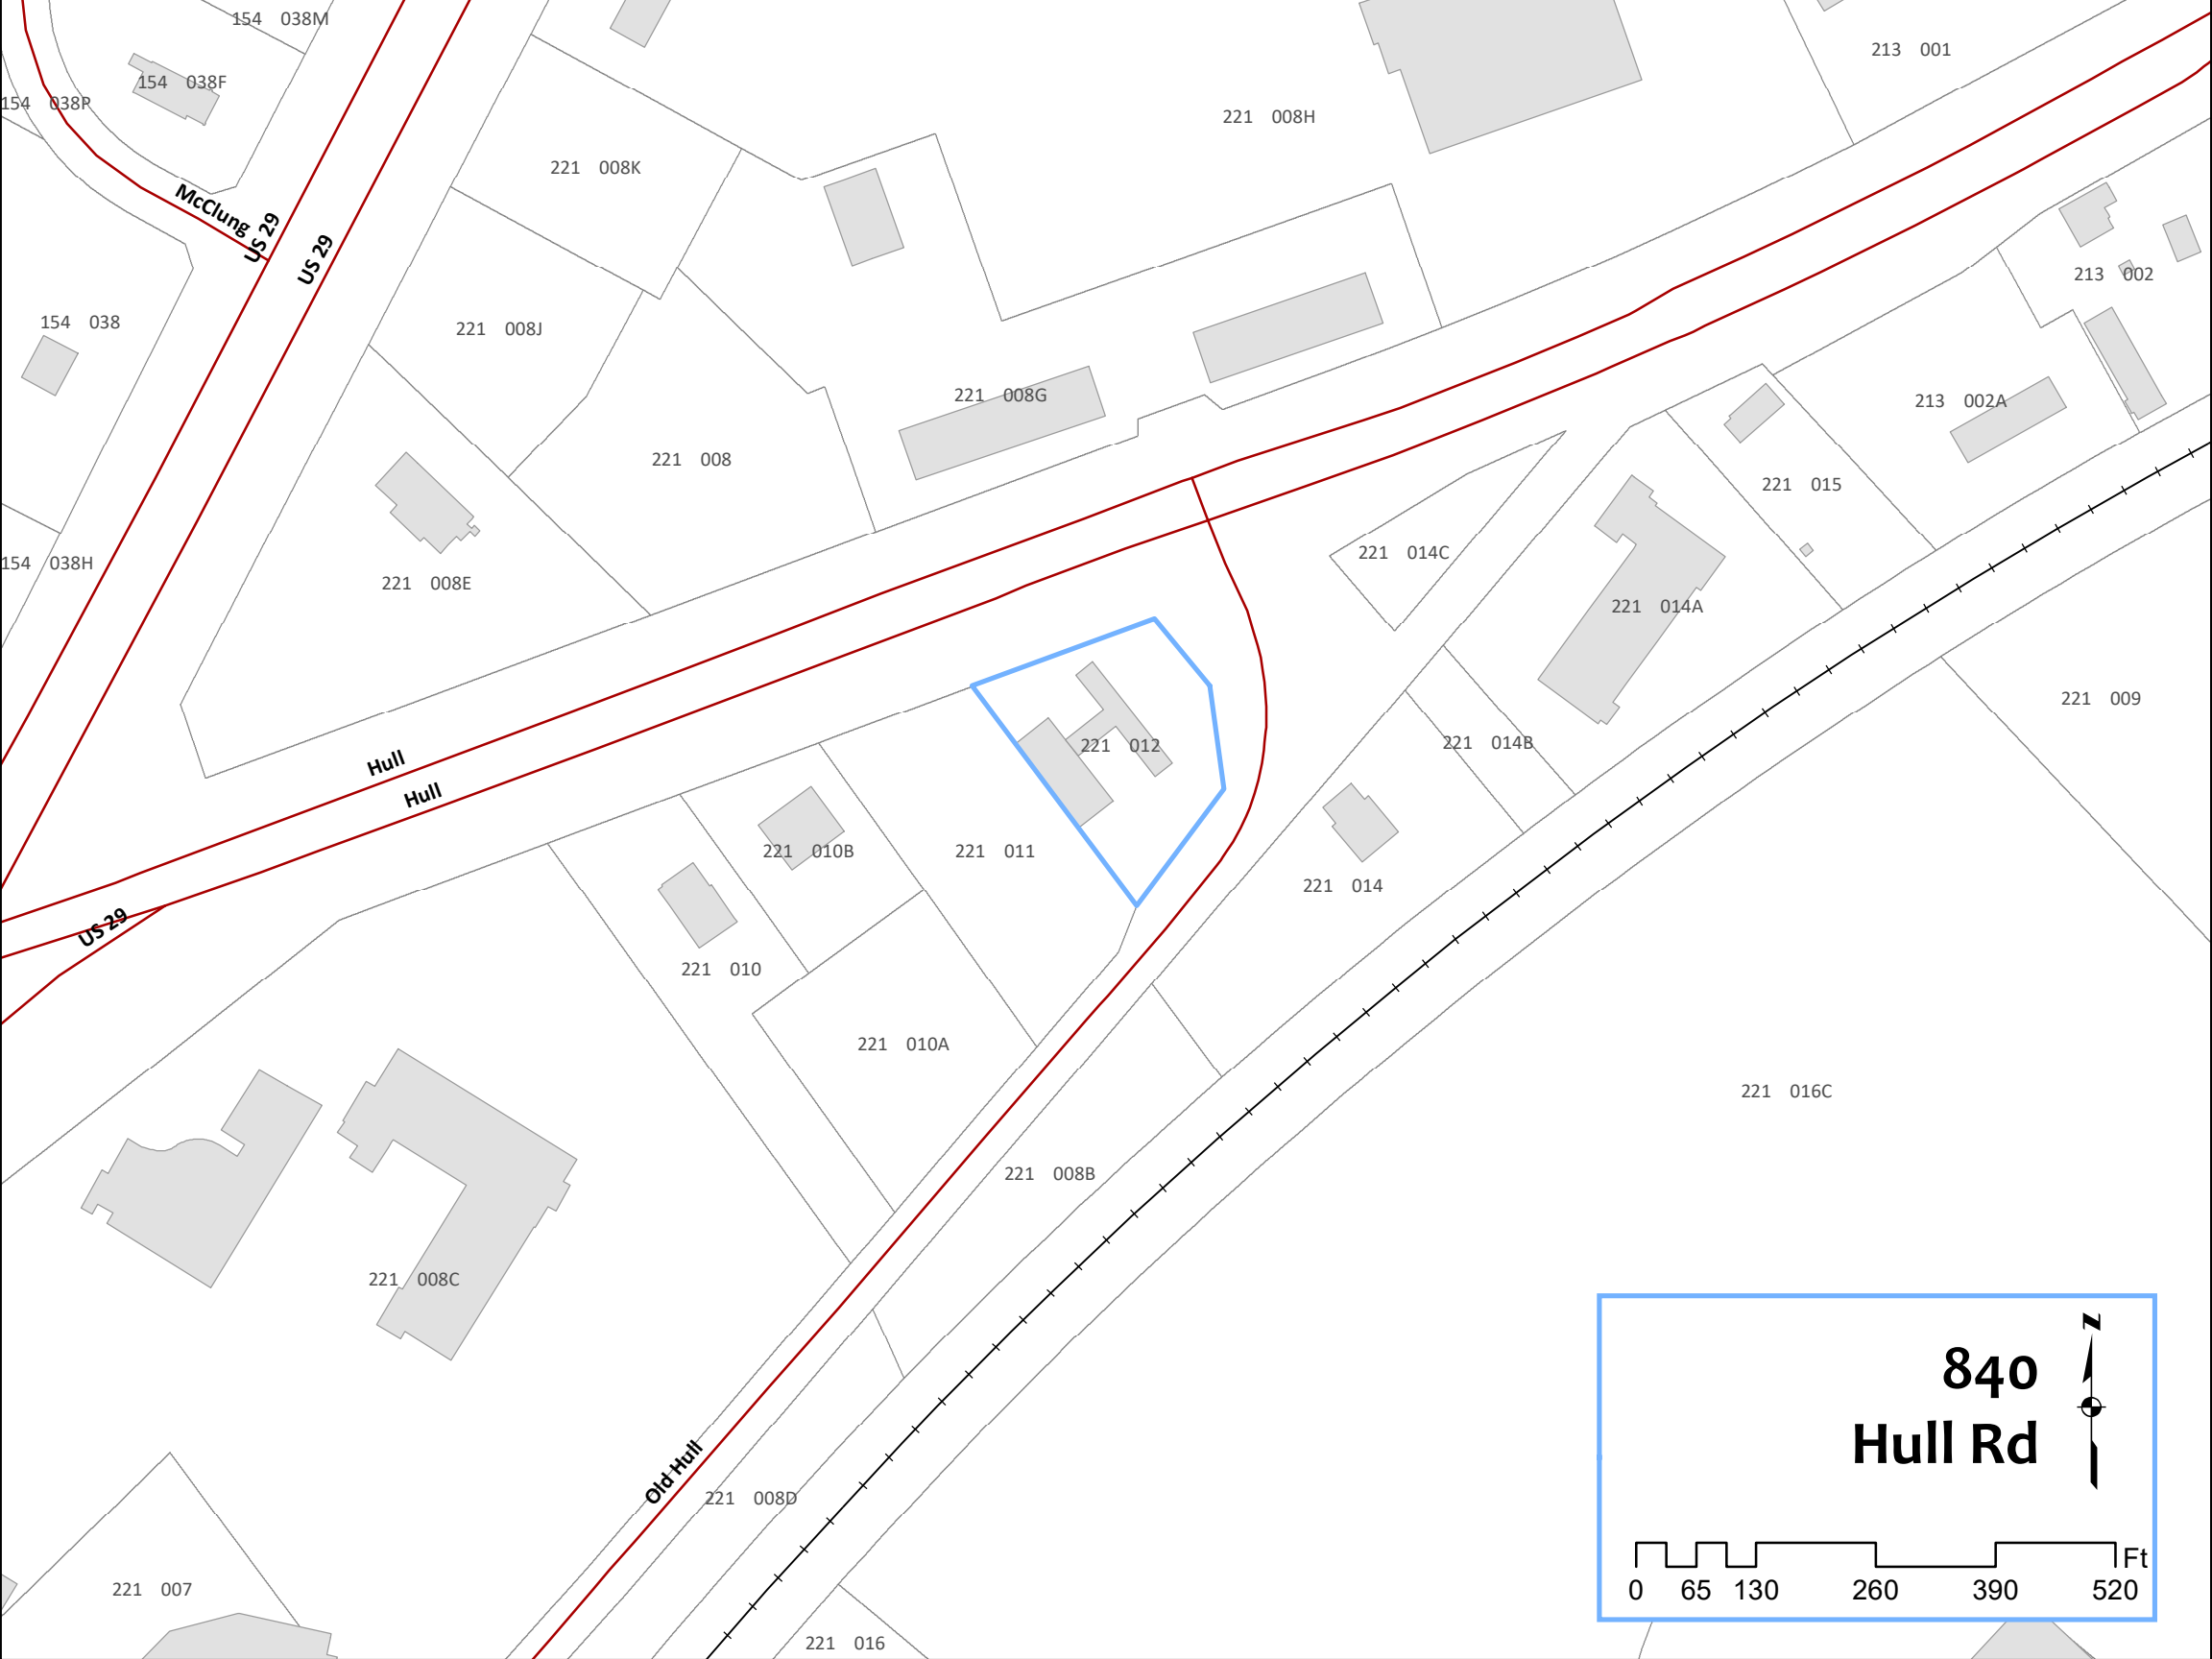 154 038M
213 001
154 038F
154 038P
221 008H
221 008K
McClung
US 29
US 29
213 002
154 038
221 008J
221 008G
213 002A
221 008
221 015
221 014C
154 038H
221 008E
221 014A
221 009
221 014B
221 012
Hull
Hull
221 010B
221 011
221 014
US 29
221 010
221 010A
221 016C
221 008B
221 008C
Old Hull
221 008D
221 007
221 016
N
840
Hull Rd
Ft
0 65 130 260 390 520